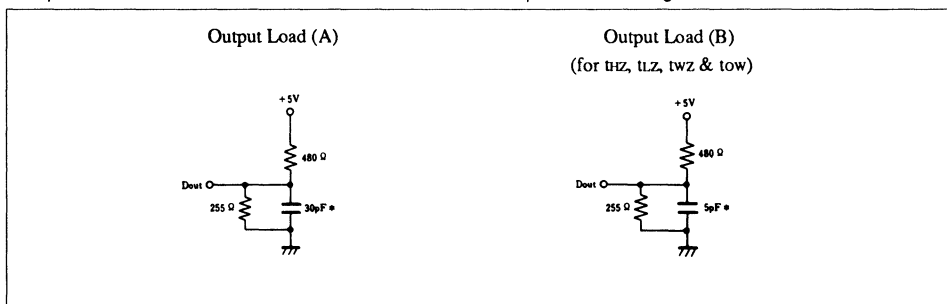 Output Load (A)
+5V
480 Ω
Dout
255 Ω
30pF *
Output Load (B)
(for tHZ, tLZ, twz & tow)
+5V
480 Ω
Dout
255 Ω
5pF *